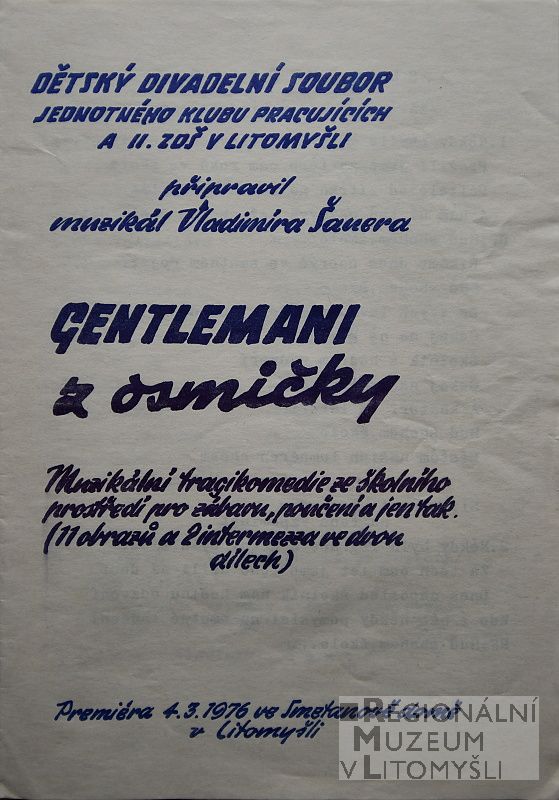 DĚTSKÝ DIVADELNÍ SOUBOR
JEDNOTNÉHO KLUBU PRACUJÍCÍCH
A II. ZDŠ V LITOMYŠLI
připravil
muzikál Vladimíra Šauera
GENTLEMANI
z osmičky
Muzikální tragikomedie ze školního
prostředí pro zábavu, poučení a jen tak.
(11 obrazů a 2 intermezza ve dvou
dílech)
Premiéra 4.3.1976 ve Smetanově domě
v Litomyšli
REGIONÁLNÍ
MUZEUM
V LITOMYŠLI